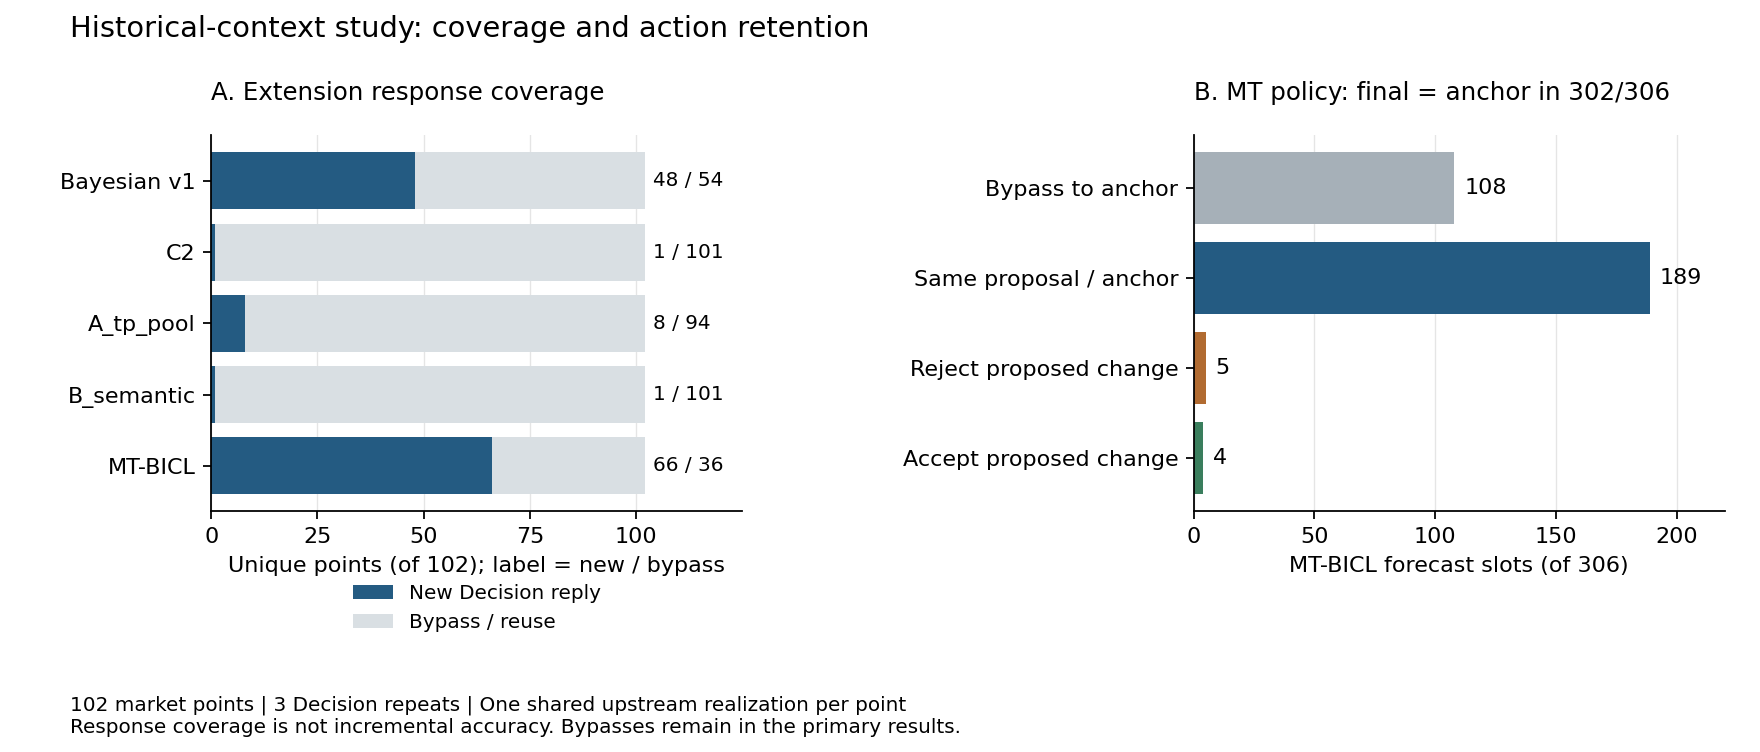 Historical-context study: coverage and action retention
A. Extension response coverage
Bayesian v1
48 / 54
C2
1 / 101
A_tp_pool
8 / 94
B_semantic
1 / 101
MT-BICL
66 / 36
0 25 50 75 100
Unique points (of 102); label = new / bypass
New Decision reply
Bypass / reuse
B. MT policy: final = anchor in 302/306
Bypass to anchor
108
Same proposal / anchor
189
Reject proposed change
5
Accept proposed change
4
0 50 100 150 200
MT-BICL forecast slots (of 306)
102 market points | 3 Decision repeats | One shared upstream realization per point
Response coverage is not incremental accuracy. Bypasses remain in the primary results.